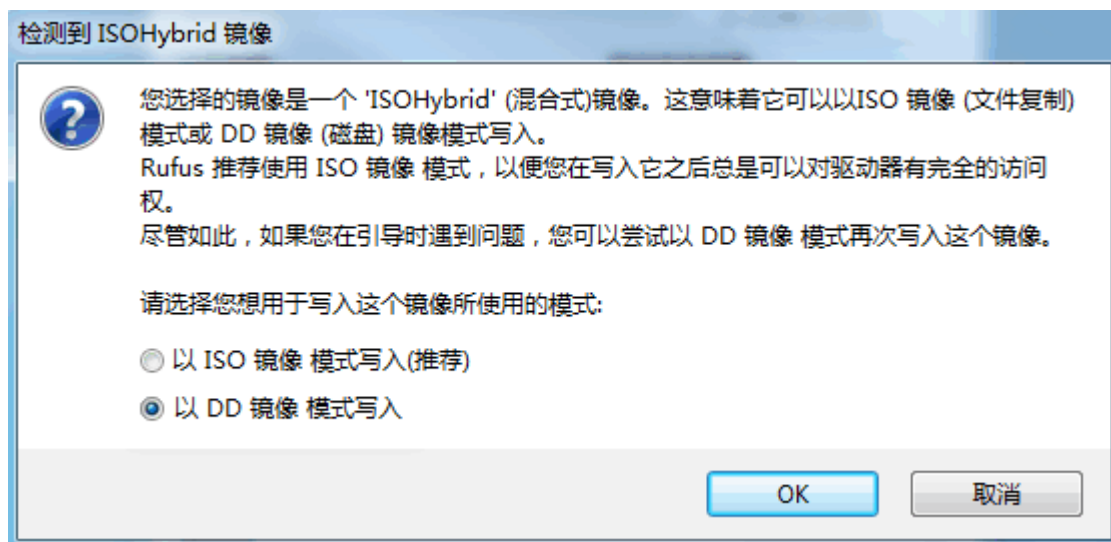 检测到 ISOHybrid 镜像
您选择的镜像是一个 'ISOHybrid' (混合式)镜像。这意味着它可以以ISO 镜像 (文件复制)
模式或 DD 镜像 (磁盘) 镜像模式写入。
Rufus 推荐使用 ISO 镜像 模式，以便您在写入它之后总是可以对驱动器有完全的访问
权。
尽管如此，如果您在引导时遇到问题，您可以尝试以 DD 镜像 模式再次写入这个镜像。
请选择您想用于写入这个镜像所使用的模式:
以 ISO 镜像 模式写入(推荐)
以 DD 镜像 模式写入
OK 取消